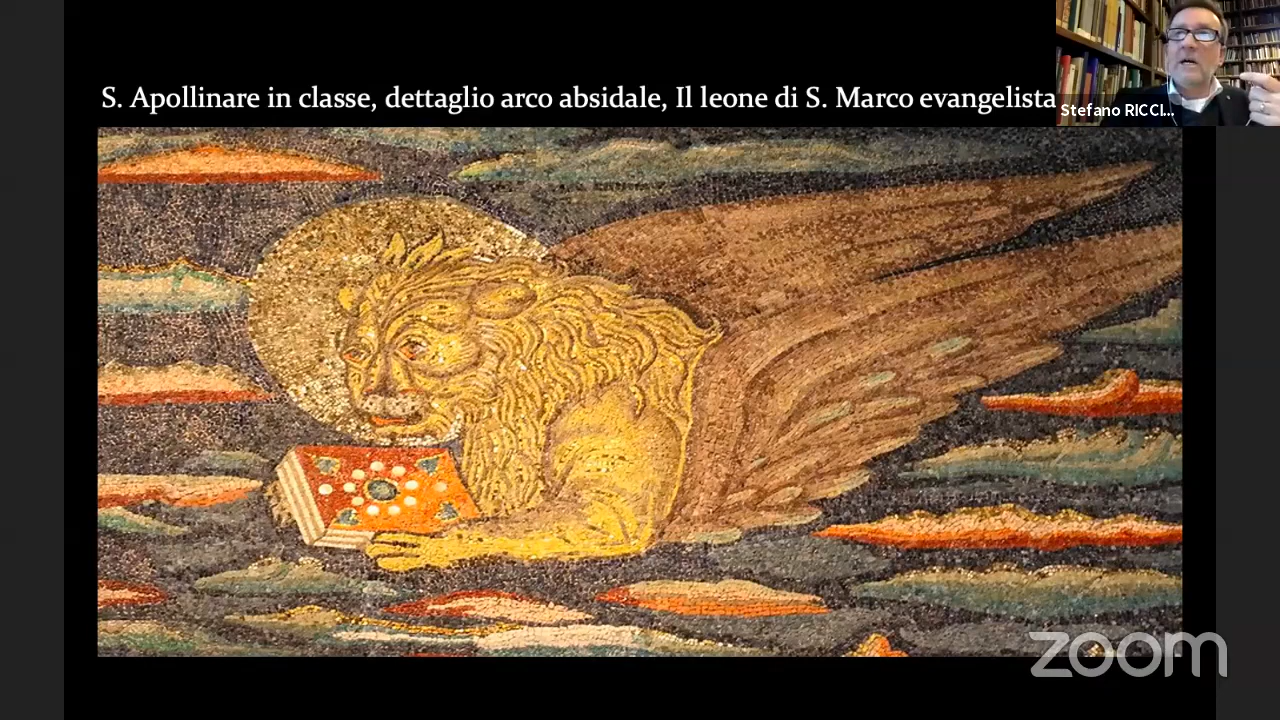 S. Apollinare in classe, dettaglio arco absidale, Il leone di S. Marco evangelista
Stefano RICCI...
zoom